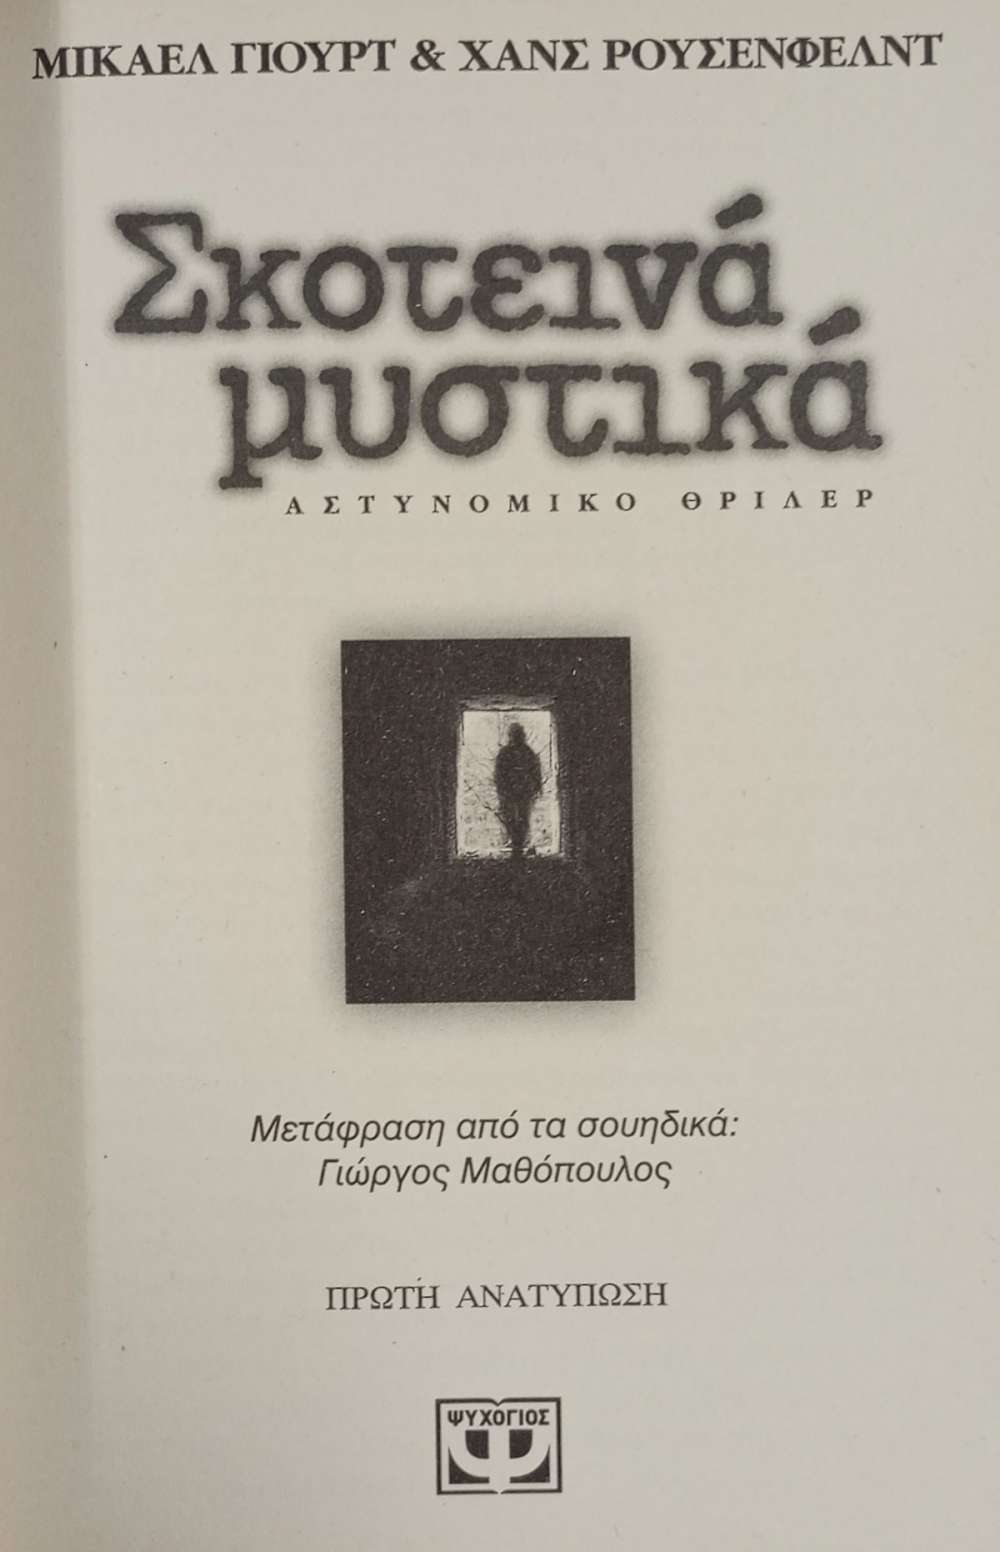 ΜΙΚΑΕΛ ΓΙΟΥΡΤ & ΧΑΝΣ ΡΟΥΣΕΝΦΕΛΝΤ
Σκοτεινά
μυστικά
ΑΣΤΥΝΟΜΙΚΟ ΘΡΙΛΕΡ
Μετάφραση από τα σουηδικά:
Γιώργος Μαθόπουλος
ΠΡΩΤΗ ΑΝΑΤΥΠΩΣΗ
ΨΥΧΟΓΙΟΣ